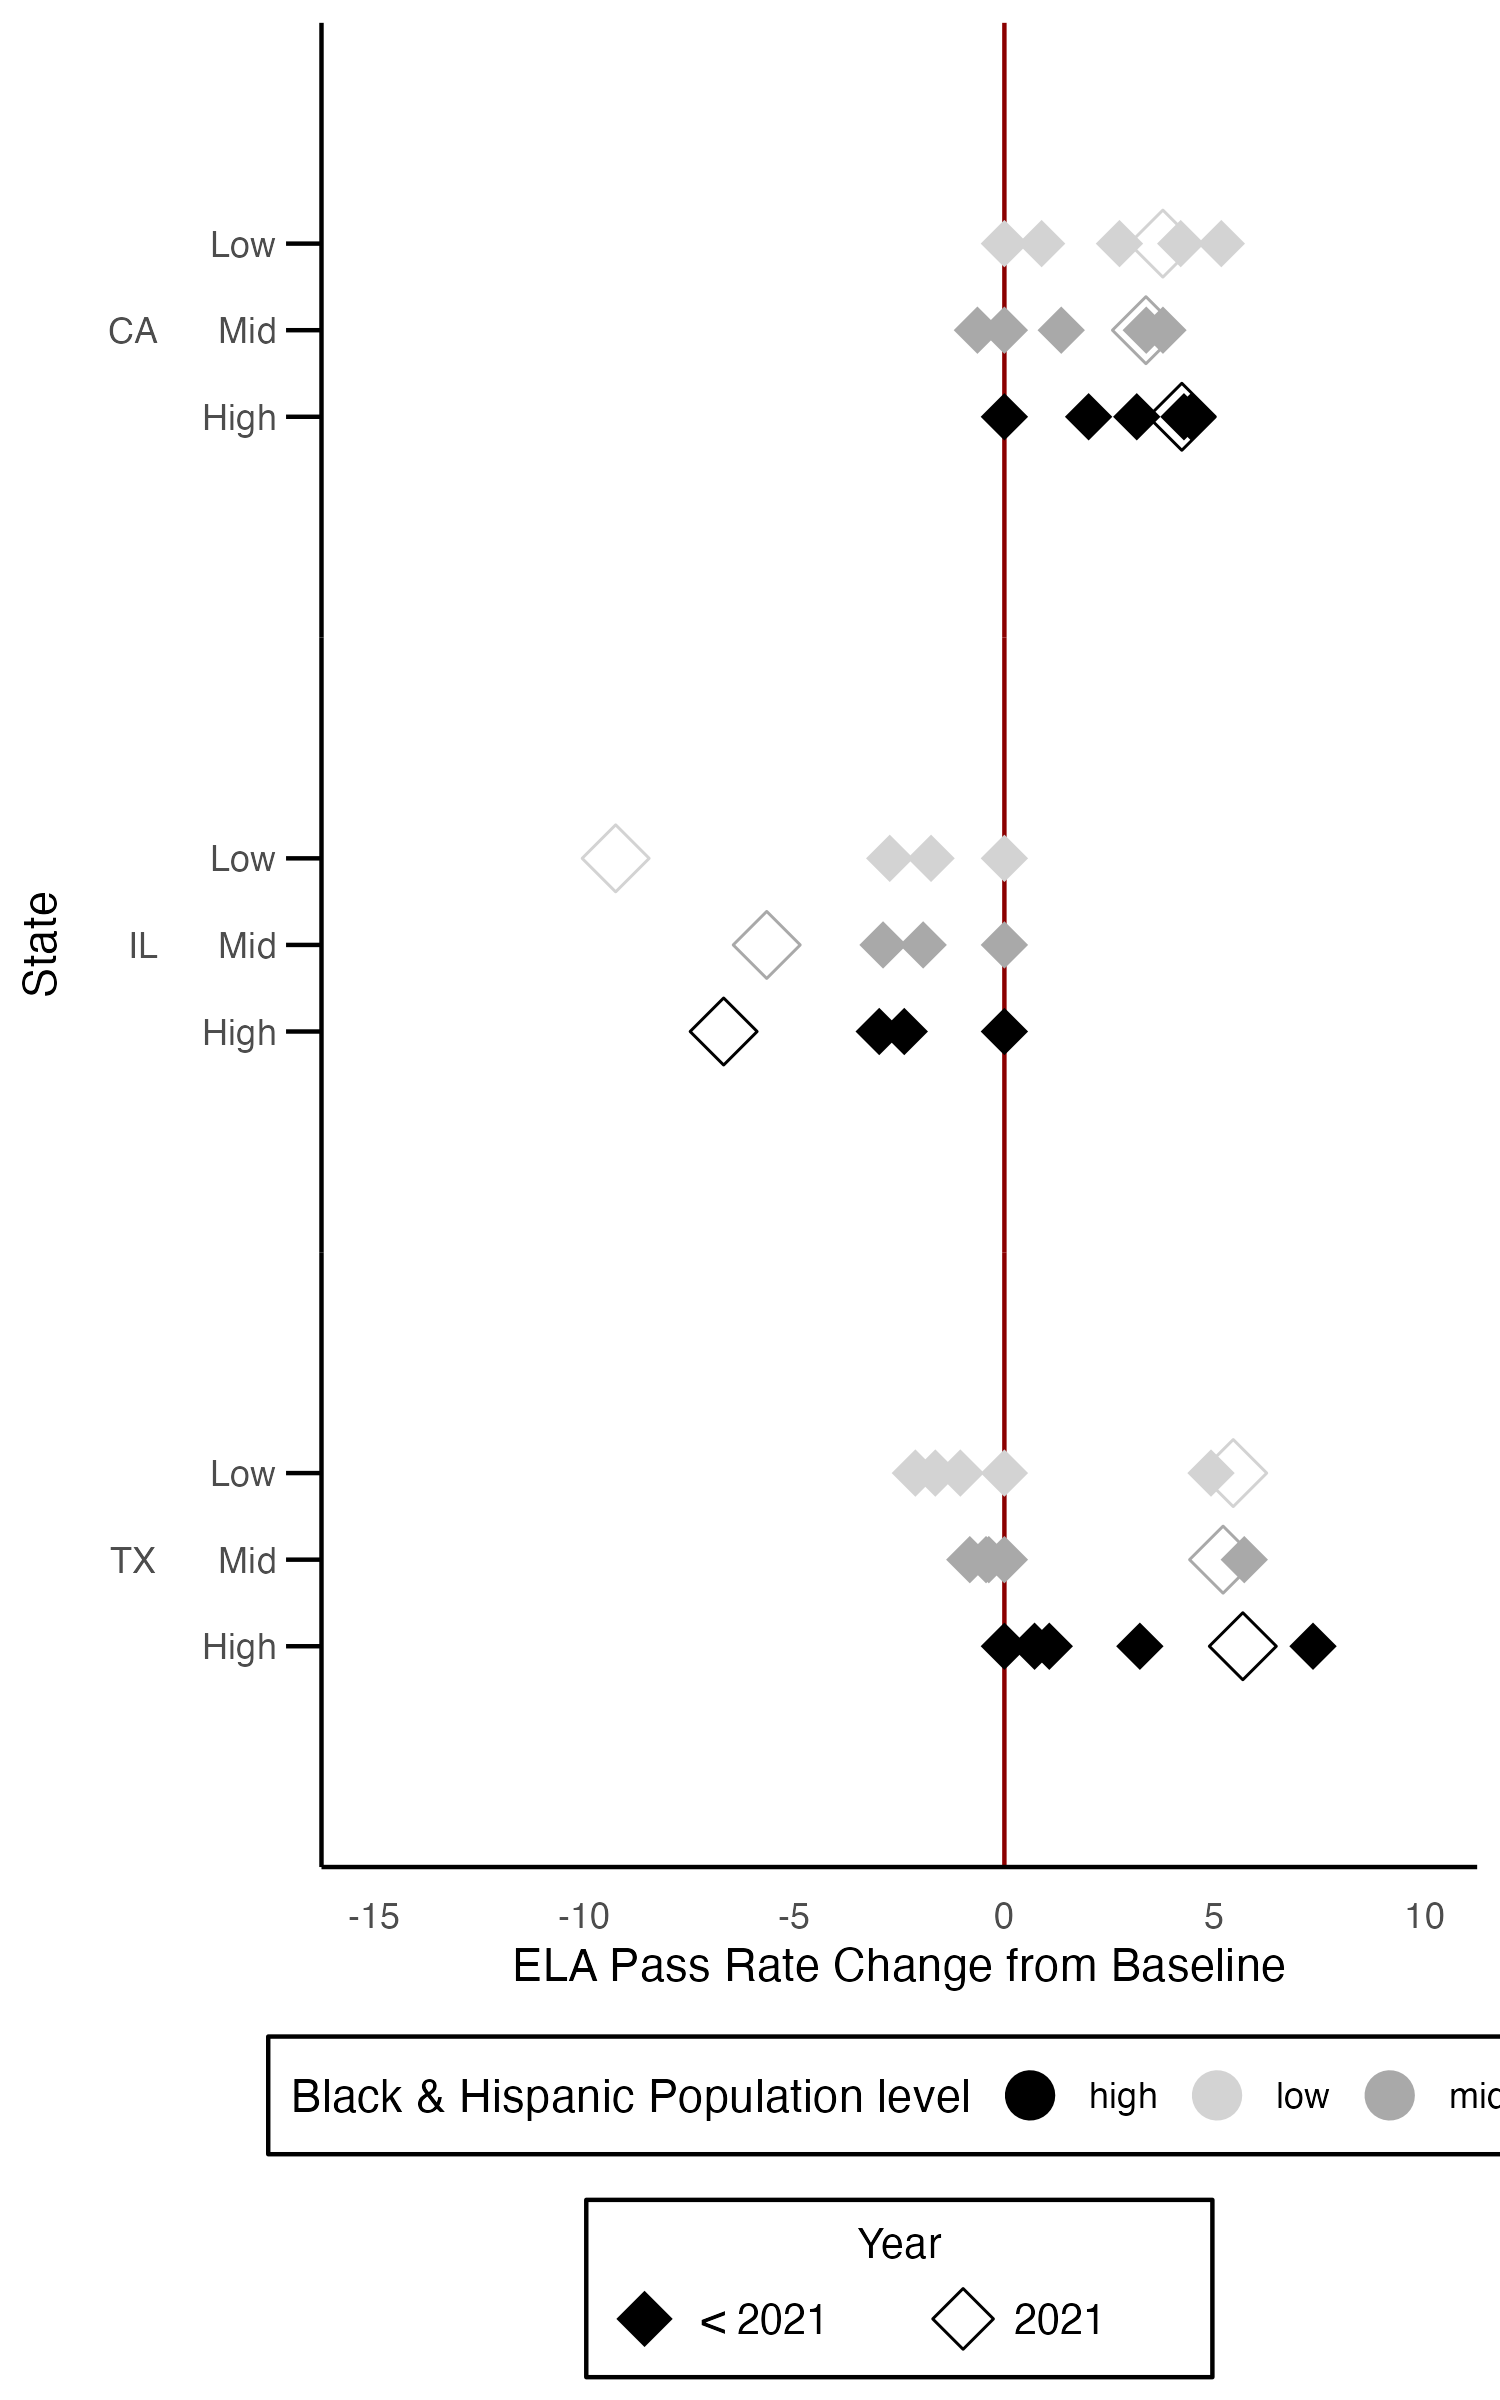 Low
CA Mid
High
Low
State IL Mid
High
Low
TX Mid
High
-15 -10 -5 0 5 10
ELA Pass Rate Change from Baseline
Black & Hispanic Population level high low
Year
< 2021 2021